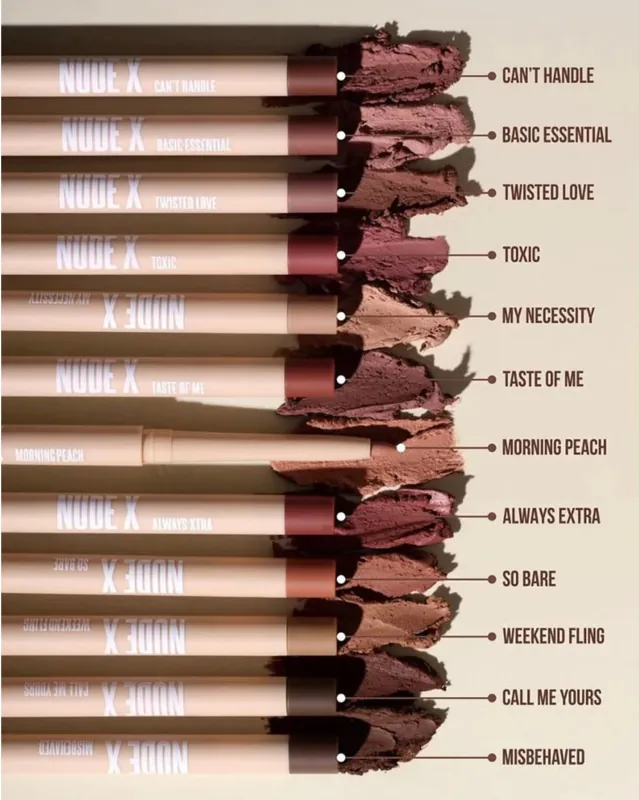 NUDE X CAN'T HANDLE CAN'T HANDLE
NUDE X BASIC ESSENTIAL BASIC ESSENTIAL
NUDE X TWISTED LOVE TWISTED LOVE
NUDE X TOXIC TOXIC
NUDE X MY NECESSITY MY NECESSITY
NUDE X TASTE OF ME TASTE OF ME
MORNING PEACH MORNING PEACH
NUDE X ALWAYS XTRA ALWAYS EXTRA
NUDE X SO BARE SO BARE
NUDE X WEEKEND FLING WEEKEND FLING
NUDE X CALL ME YOURS CALL ME YOURS
NUDE X MISBEHAVED MISBEHAVED